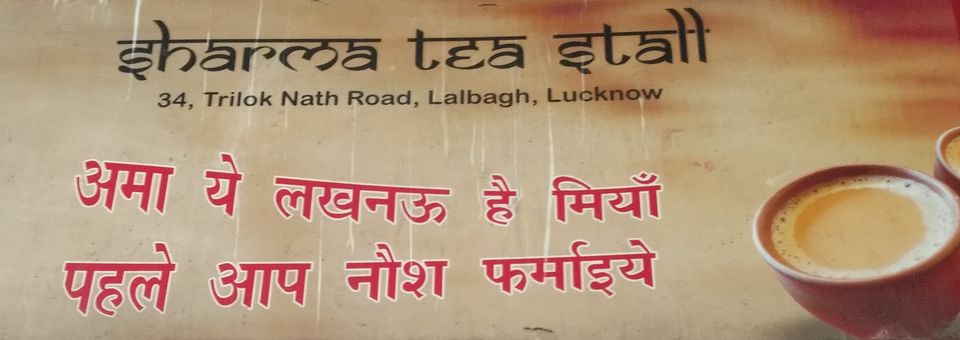 Sharma Tea Stall
34, Trilok Nath Road, Lalbagh, Lucknow
अमा ये लखनऊ है मियाँ
पहले आप नौश फर्माइये